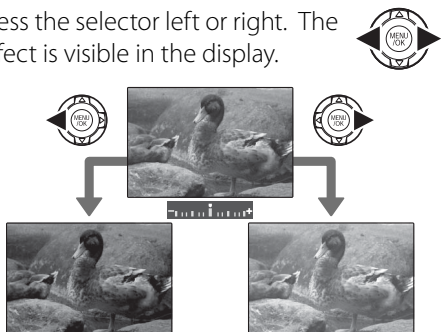 ess the selector left or right. The
fect is visible in the display.
MENU
/OK
MENU
/OK
MENU
/OK